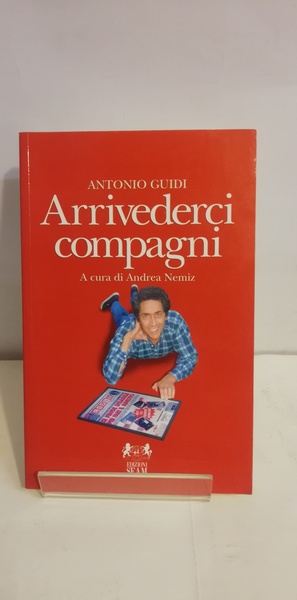 ANTONIO GUIDI
Arrivederci
compagni
A cura di Andrea Nemiz
EDIZIONI
SEAM